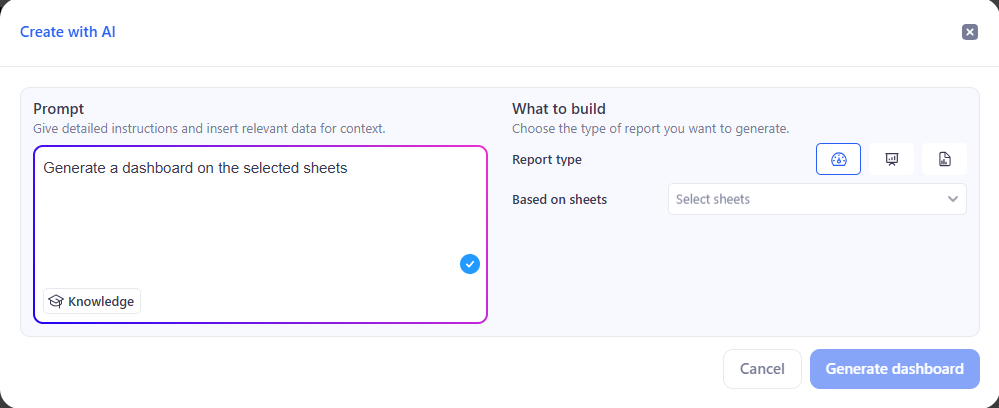 Create with AI
Prompt
Give detailed instructions and insert relevant data for context.
Generate a dashboard on the selected sheets
Knowledge
What to build
Choose the type of report you want to generate.
Report type
Based on sheets
Select sheets
Cancel
Generate dashboard